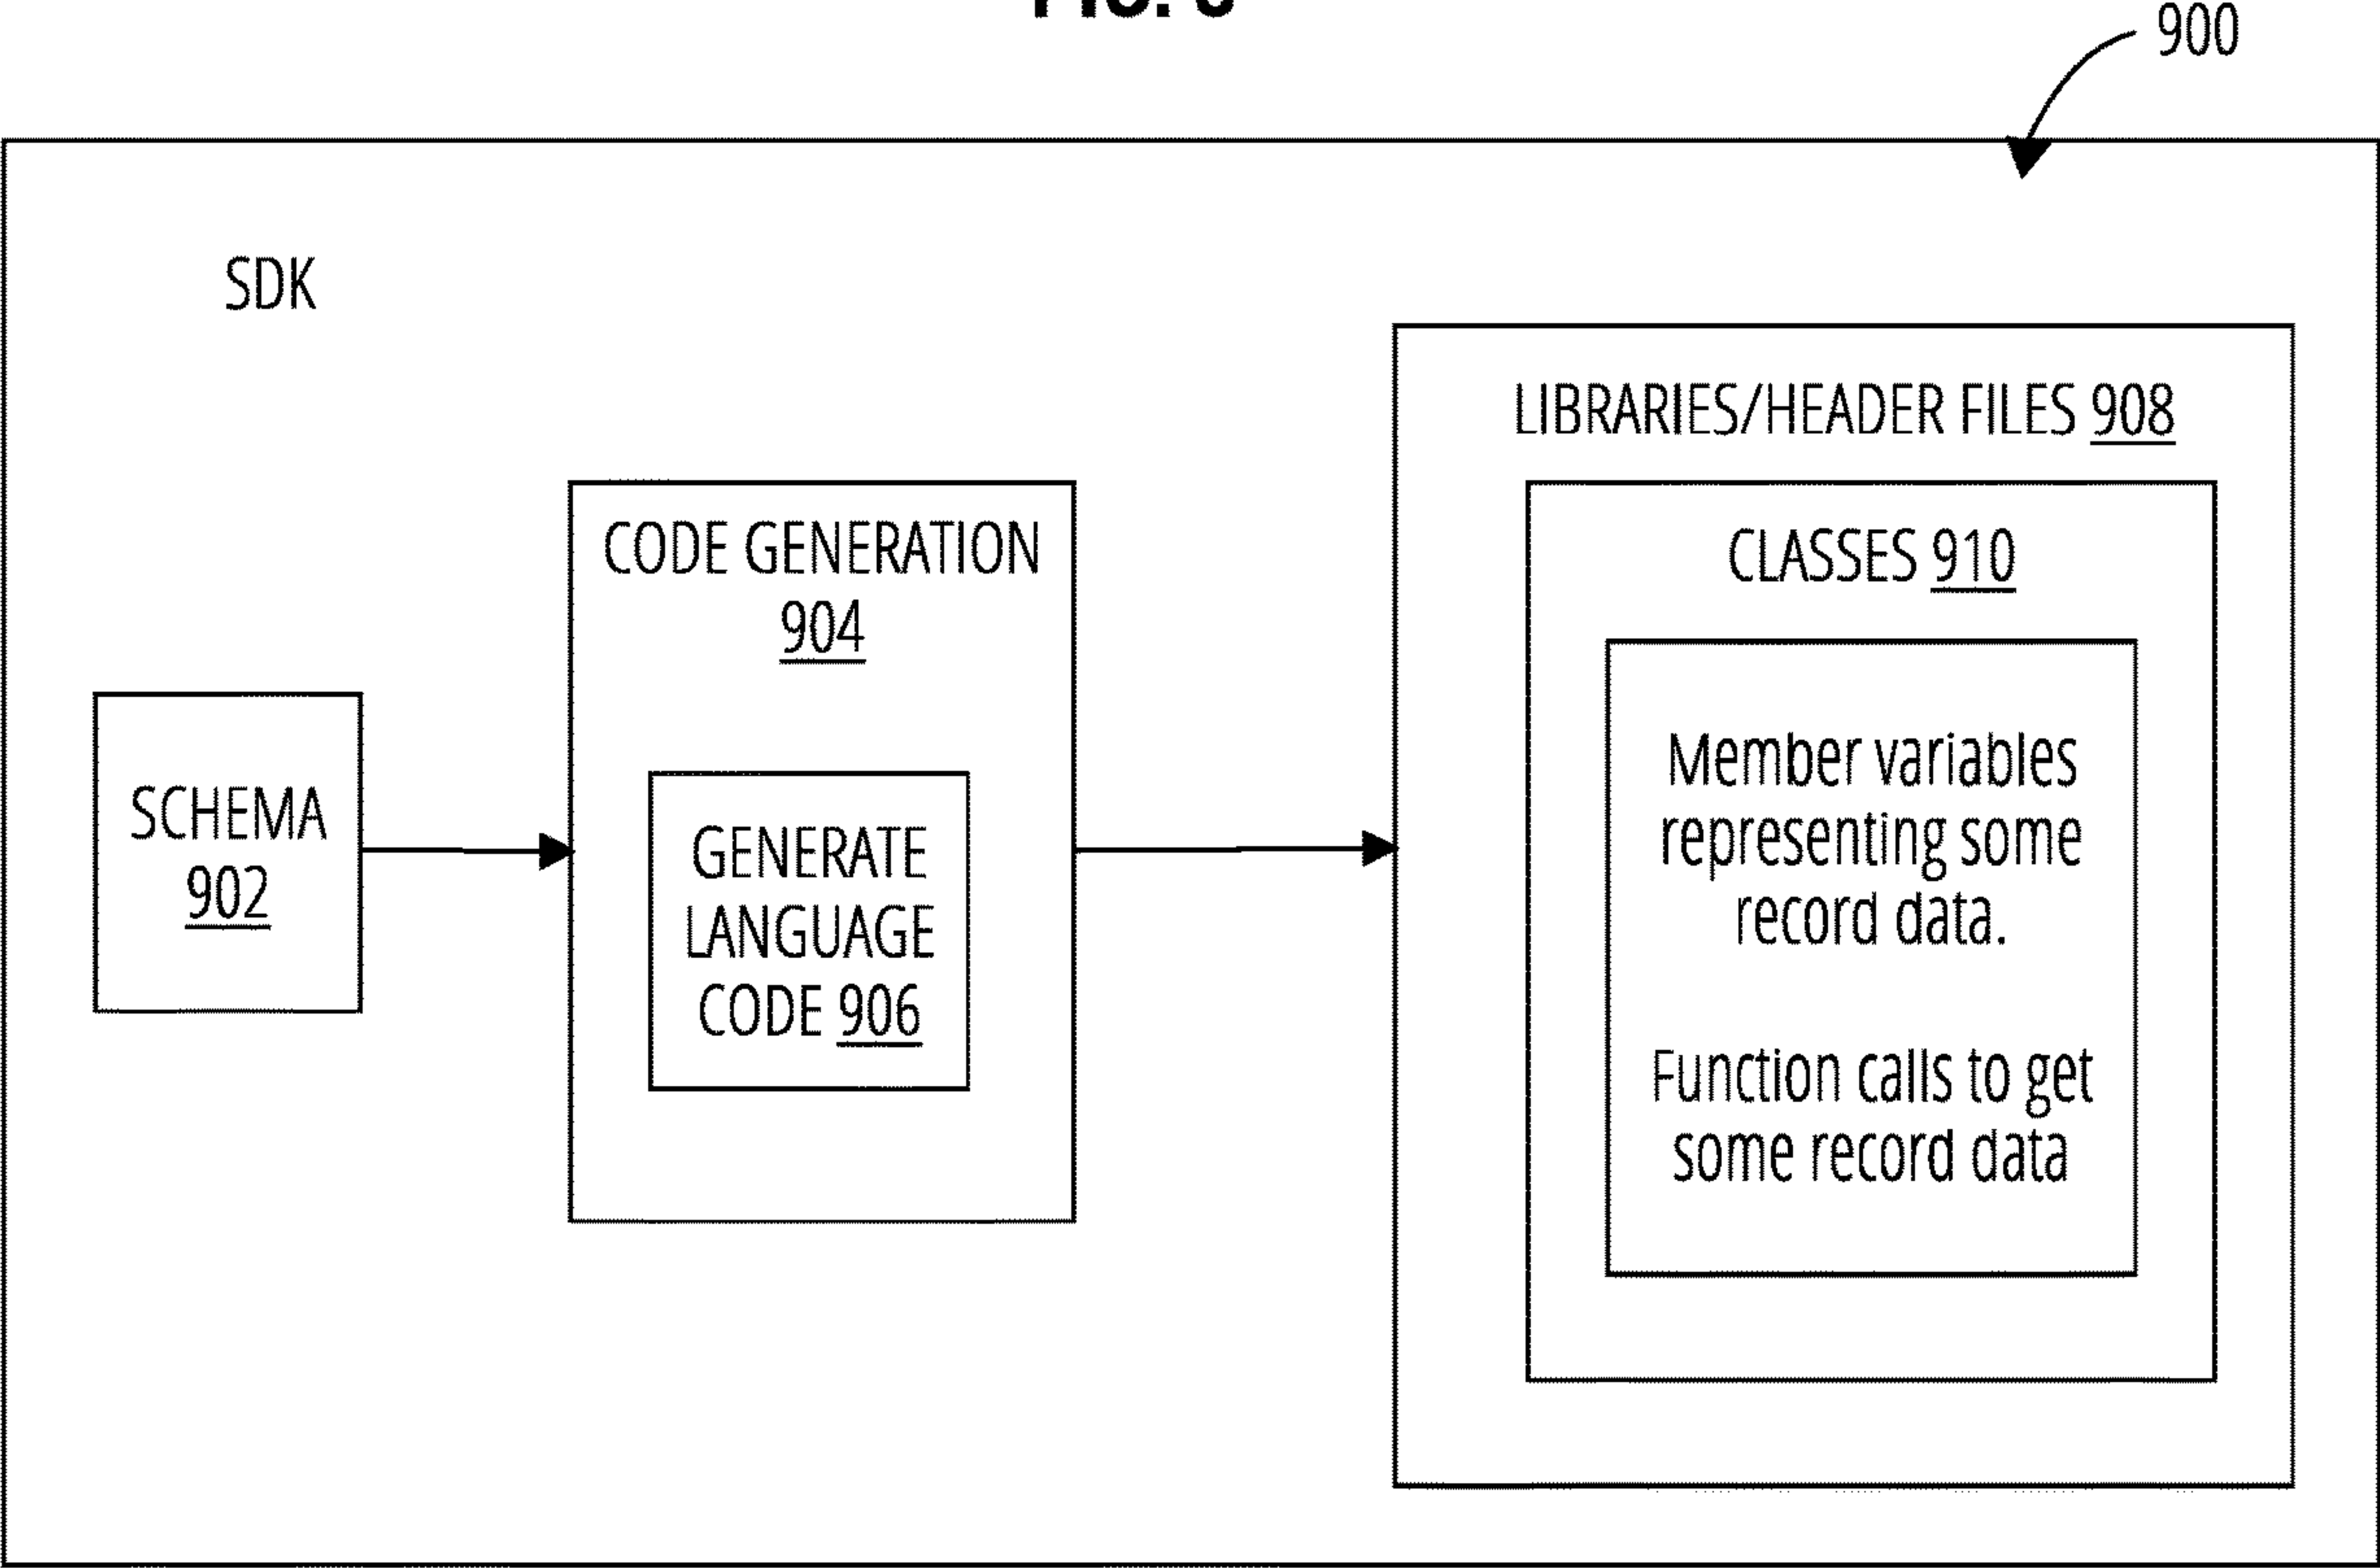 900
SDK
LIBRARIES/HEADER FILES 908
CODE GENERATION
904
CLASSES 910
SCHEMA
902
GENERATE
LANGUAGE
CODE 906
Member variables
representing some
record data.
Function calls to get
some record data